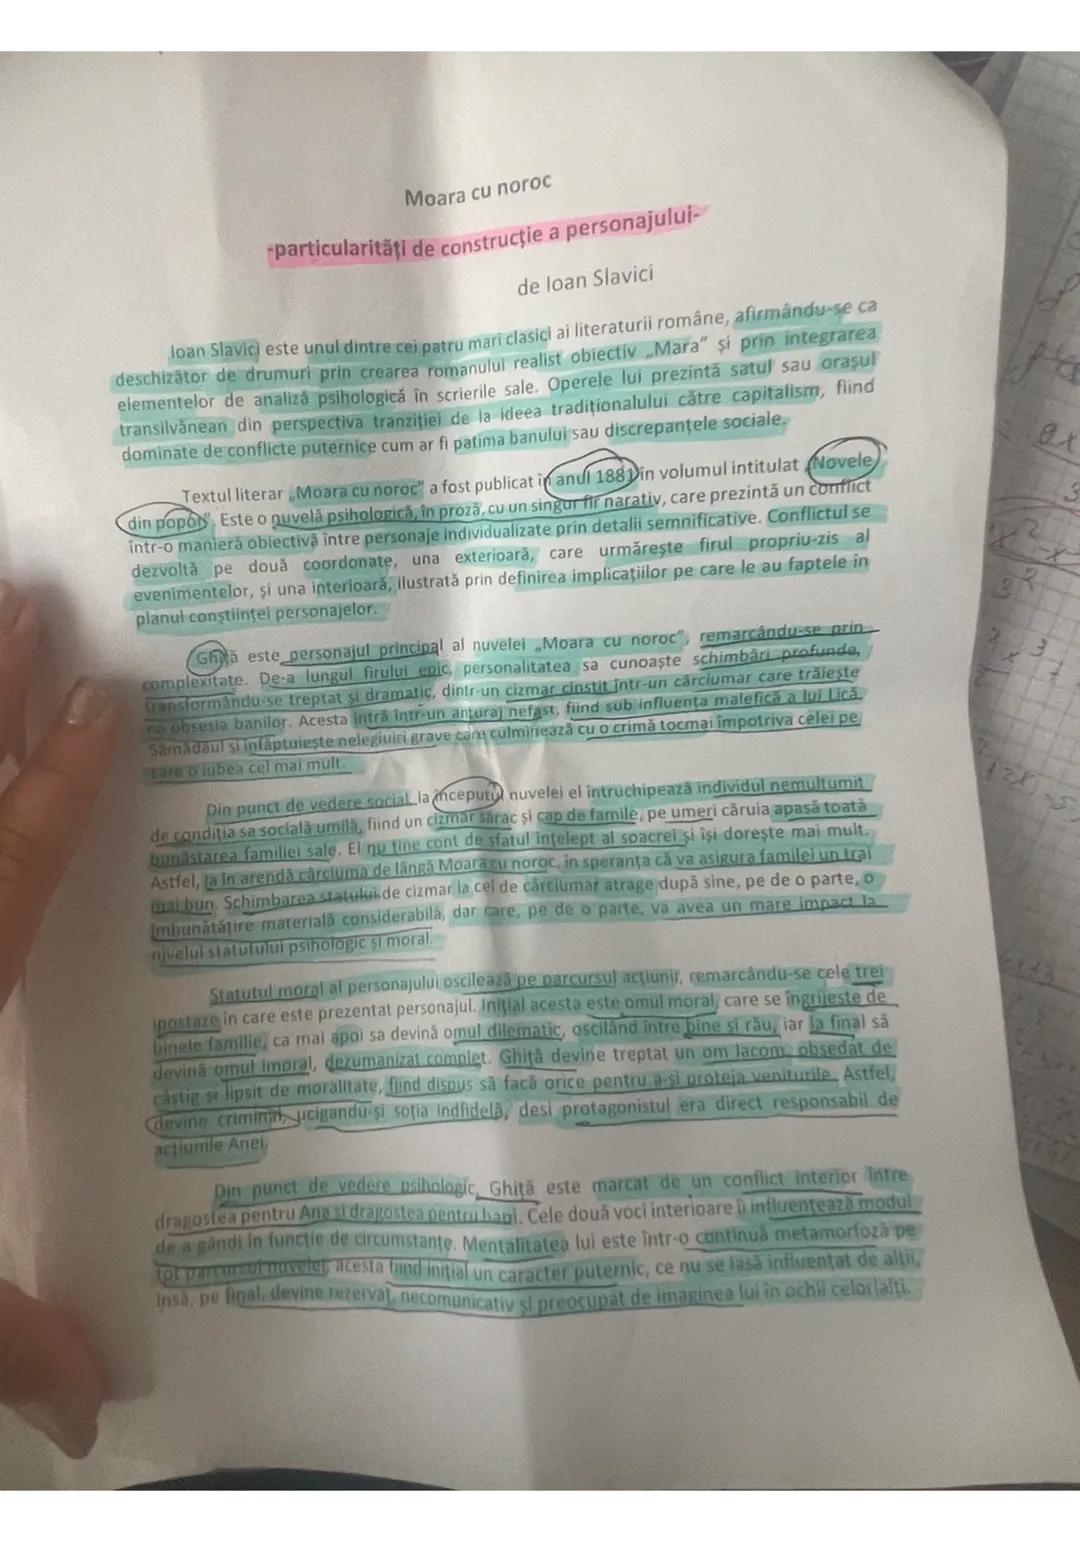 Moara cu noroc
-particularități de construcție a personajului-
de Ioan Slavici
Ioan Slavici este unul dintre cei patru mari clasici ai literaturii române, afirmându-se ca
deschizător de drumuri prin crearea romanului realist obiectiv „Mara” și prin integrarea
elementelor de analiză psihologică în scrierile sale. Operele lui prezintă satul sau orașul
transilvănean din perspectiva tranziției de la ideea tradiționalului către capitalism, fiind
dominate de conflicte puternice cum ar fi patima banului sau discrepanțele sociale.
Textul literar „Moara cu noroc” a fost publicat în anul 1881 în volumul intitulat „Novele
din popor”. Este o nuvelă psihologică, în proză, cu un singur fir narativ, care prezintă un conflict
într-o manieră obiectivă între personaje individualizate prin detalii semnificative. Conflictul se
dezvoltă pe două coordonate, una exterioară, care urmărește firul propriu-zis al
evenimentelor, și una interioară, ilustrată prin definirea implicațiilor pe care le au faptele în
planul conștiinței personajelor.
Ghiță este personajul principal al nuvelei „Moara cu noroc”, remarcându-se prin
complexitate. De-a lungul firului epic, personalitatea sa cunoaște schimbări profunde,
transformându-se treptat și dramatic, dintr-un cizmar cinstit într-un cârciumar care trăiește
cu obsesia banilor. Acesta intră într-un anturaj nefast, fiind sub influența malefică a lui Lică
Sămădăul și înfăptuiește nelegiuiri grave care culminează cu o crimă tocmai împotriva celei pe
care o iubea cel mai mult.
Din punct de vedere social, la începutul nuvelei el întruchipează individul nemultumit
de condiția sa socială umilă, fiind un cizmar sărac și cap de famile, pe umeri căruia apasă toată
bunăstarea familiei sale. El nu ține cont de sfatul înțelept al soacrei și își dorește mai mult.
Astfel, ia în arendă cârciuma de lângă Moara cu noroc, în speranța că va asigura familei un trai
mai bun. Schimbarea statului de cizmar la cel de cârciumar atrage după sine, pe de o parte, o
îmbunătățire materială considerabilă, dar care, pe de o parte, va avea un mare impact la
nivelul statutului psihologic și moral.
Statutul moral al personajului oscilează pe parcursul acțiunii, remarcându-se cele trei
ipostaze în care este prezentat personajul. Inițial acesta este omul moral, care se îngrijește de
binele familie, ca mai apoi sa devină omul dilematic, oscilând între bine și rău, iar la final să
devină omul imoral, dezumanizat complet. Ghiță devine treptat un om lacom, obsedat de
câștig și lipsit de moralitate, fiind dispus să facă orice pentru a-și proteja veniturile. Astfel,
devine criminal, ucigandu-și soția indfidelă, desi protagonistul era direct responsabil de
acțiunile Anei.
Din punct de vedere psihologic, Ghiță este marcat de un conflict interior între
dragostea pentru Ana și dragostea pentru bani. Cele două voci interioare îi influențează modul
de a gândi în funcție de circumstanțe. Mentalitatea lui este într-o continuă metamorfoză pe
tot parcursul nuvelei, acesta fiind inițial un caracter puternic, ce nu se lasă influențat de alții,
însă, pe final, devine rezervat, necomunicativ și preocupat de imaginea lui în ochii celorlalți.